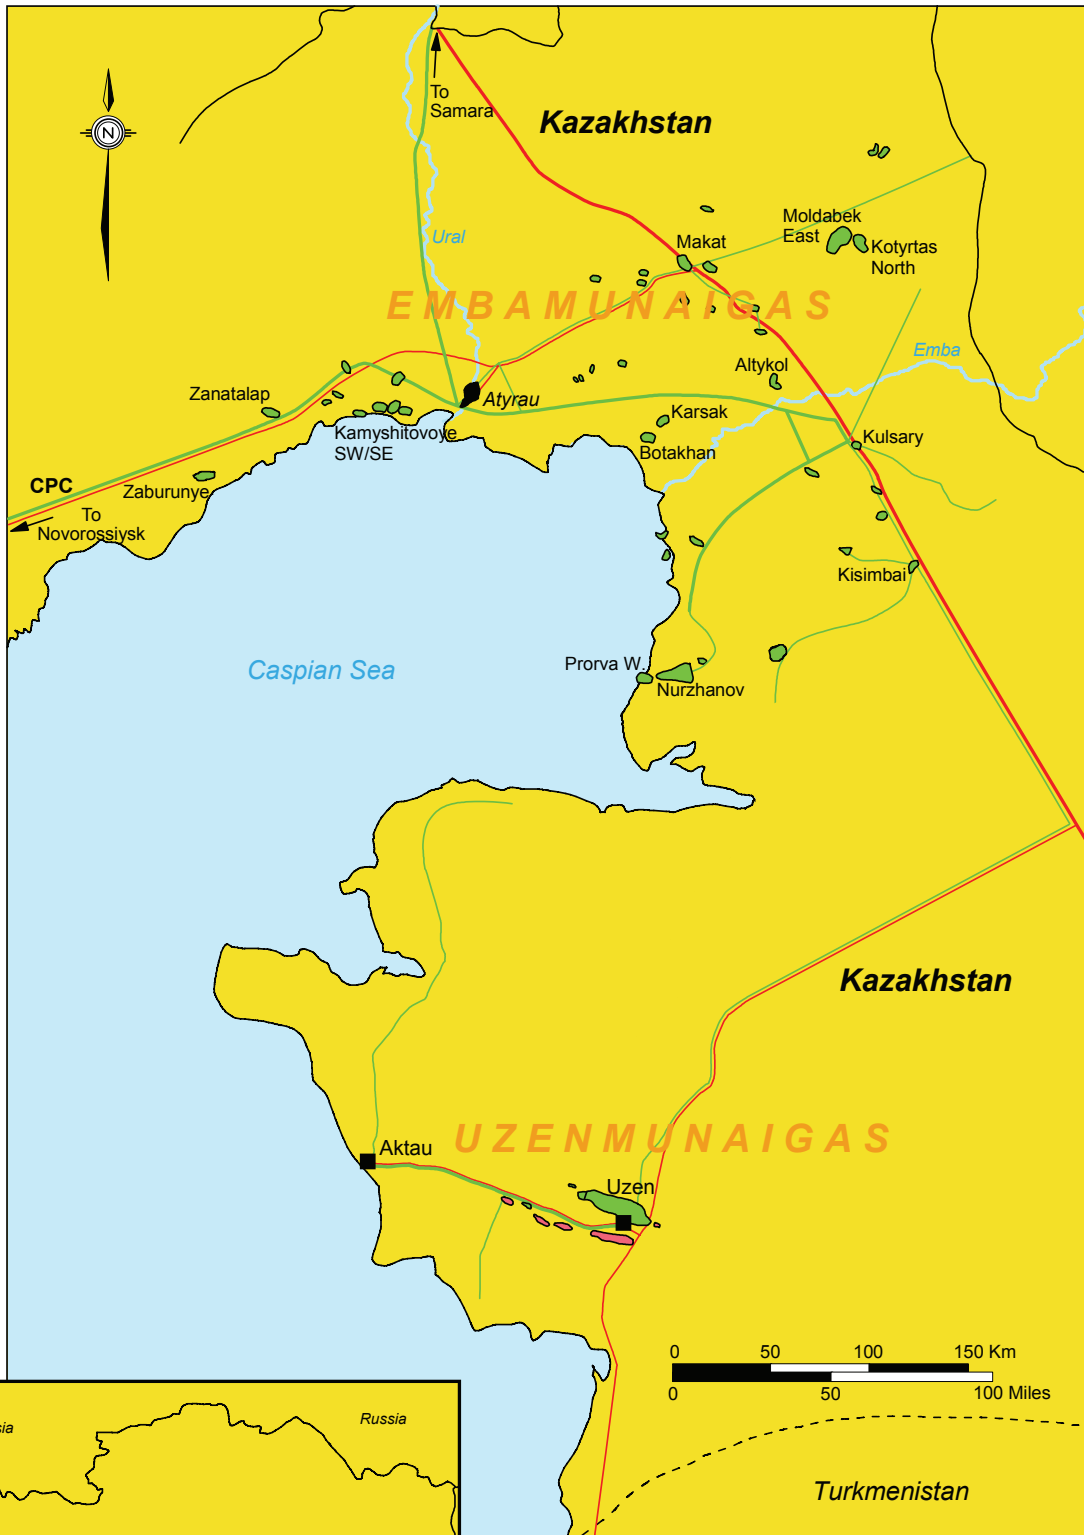 To
Samara
Kazakhstan
N
Ural
Moldabek
East
Kotyrtas
North
Makat
EMBAMUNAIGAS
Emba
Altykol
Zanatalap
Atyrau
Karsak
Kamyshitovoye
SW/SE
Botakhan
Kulsary
CPC
Zaburunye
To
Novorossiysk
Kisimbai
Caspian Sea
Prorva W.
Nurzhanov
Kazakhstan
UZENMUNAIGAS
Aktau
Uzen
0 50 100 150 Km
0 50 100 Miles
Russia
Turkmenistan